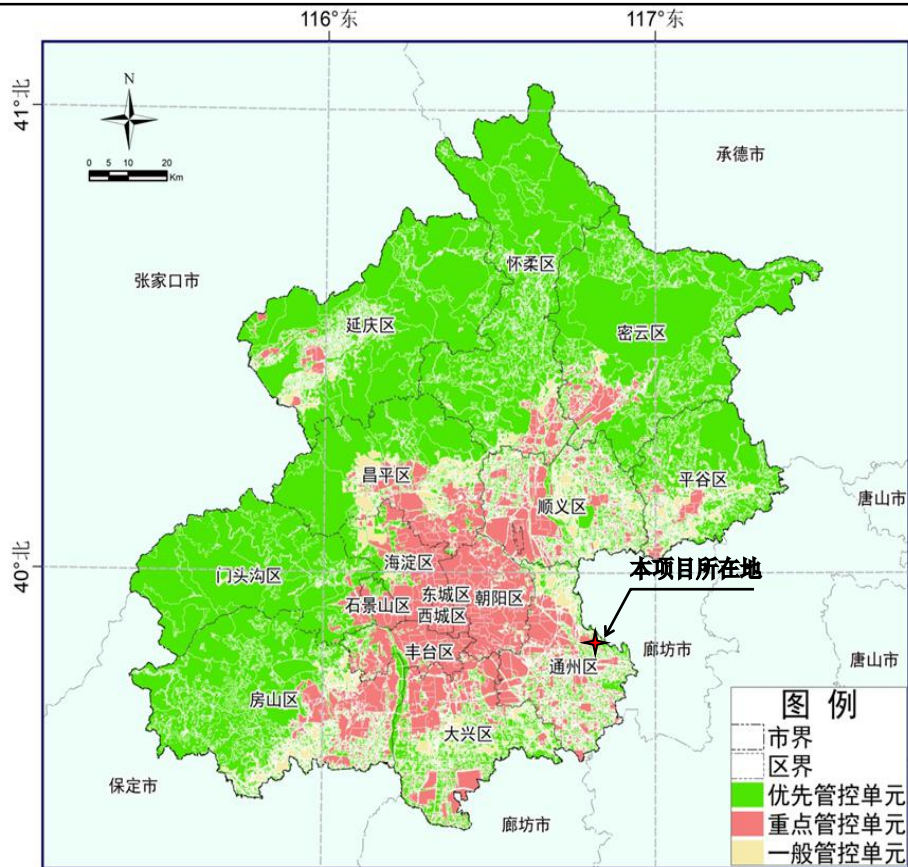 116°东
117°东
41°北
N
0 5 10 20
Km
承德市
张家口市
怀柔区
延庆区
密云区
昌平区
平谷区
顺义区
唐山市
40°北
海淀区
本项目所在地
门头沟区
东城区
朝阳区
石景山区
西城区
丰台区
通州区
廊坊市
唐山市
房山区
大兴区
保定市
廊坊市
图 例
市界
区界
优先管控单元
重点管控单元
一般管控单元